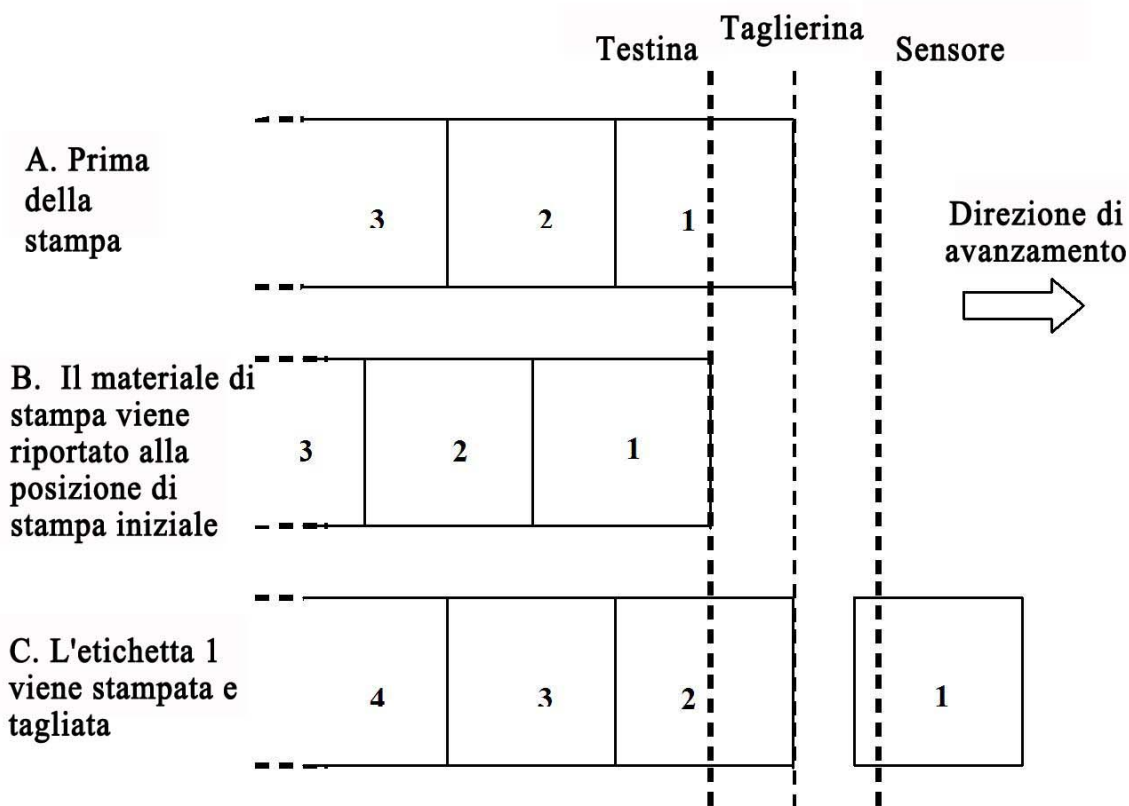 Testina
Taglierina
Sensore
A. Prima
della
stampa
3
2
1
Direzione di
avanzamento
B. Il materiale di
stampa viene
riportato alla
posizione di
stampa iniziale
3
2
1
C. L'etichetta 1
viene stampata e
tagliata
4
3
2
1